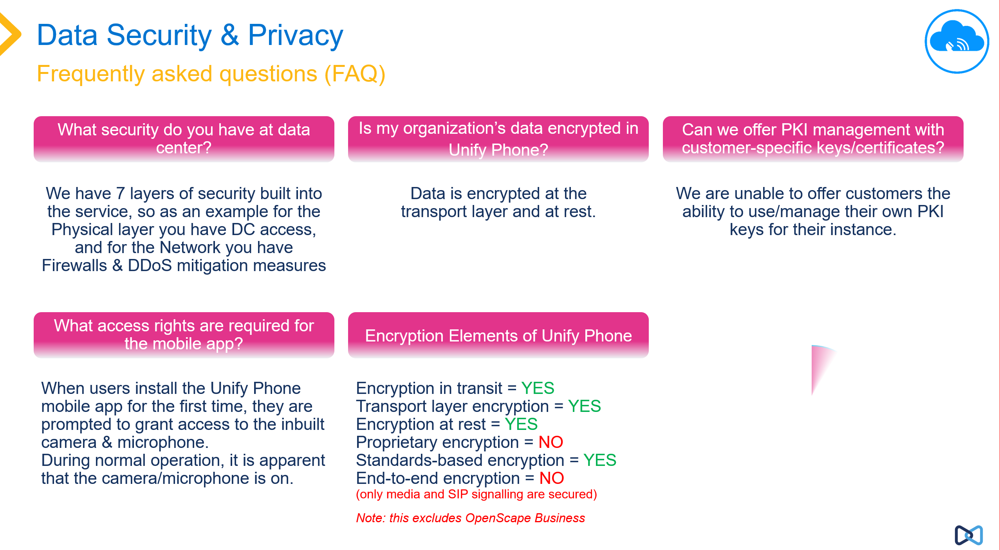 Data Security & Privacy
Frequently asked questions (FAQ)
What security do you have at data
center?
We have 7 layers of security built into
the service, so as an example for the
Physical layer you have DC access,
and for the Network you have
Firewalls & DDoS mitigation measures
Is my organization’s data encrypted in
Unify Phone?
Data is encrypted at the
transport layer and at rest.
Can we offer PKI management with
customer-specific keys/certificates?
We are unable to offer customers the
ability to use/manage their own PKI
keys for their instance.
What access rights are required for
the mobile app?
When users install the Unify Phone
mobile app for the first time, they are
prompted to grant access to the inbuilt
camera & microphone.
During normal operation, it is apparent
that the camera/microphone is on.
Encryption Elements of Unify Phone
Encryption in transit = YES
Transport layer encryption = YES
Encryption at rest = YES
Proprietary encryption = NO
Standards-based encryption = YES
End-to-end encryption = NO
(only media and SIP signalling are secured)
Note: this excludes OpenScape Business